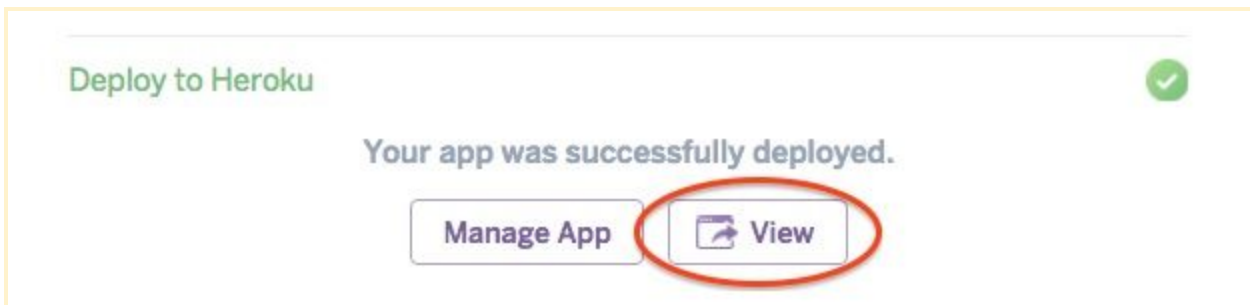 Deploy to Heroku
Your app was successfully deployed.
Manage App View